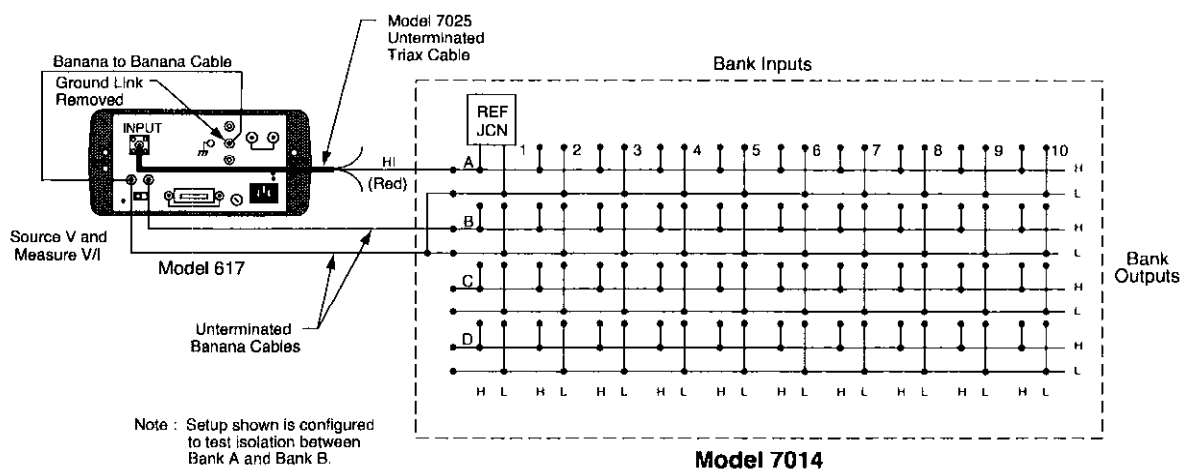 Model 7025
Unterminated
Triax Cable
Banana to Banana Cable
Ground Link
Removed
Bank Inputs
INPUT
REF
JCN
1 2 3 4 5 6 7 8 9 10
HI
(Red)
A
H
L
B
H
L
Source V and
Measure V/I
Model 617
Bank
Outputs
C
H
L
Unterminated
Banana Cables
D
H
L
H L H L H L H L H L H L H L H L H L H L
Note : Setup shown is configured
to test isolation between
Bank A and Bank B.
Model 7014